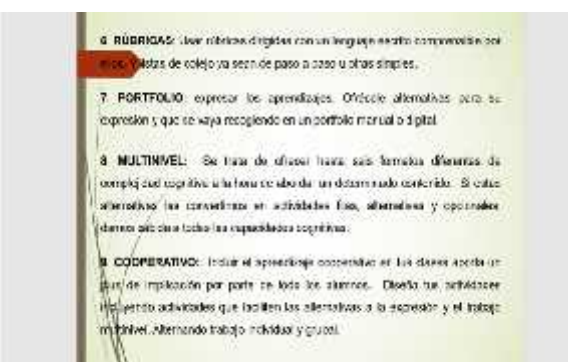 6 RÚBRICAS: Usar rúbricas dirigidas con un lenguaje escrito comprensible por
ellos. Y listas de cotejo ya sean de paso a paso u otras simples.
7 PORTFOLIO: expresar los aprendizajes. Ofrécele alternativas para su
expresión y que se vaya recogiendo en un portfolio manual o digital.
8 MULTINIVEL: Se trata de ofrecer hasta seis formatos diferentes de
complejidad cognitiva a la hora de abordar un determinado contenido. Si estas
alternativas las convertimos en actividades fijas, alternativas y opcionales
damos salida a todas las capacidades cognitivas.
9 COOPERATIVO: Incluir el aprendizaje cooperativo en tus clases aporta un
plus de implicación por parte de todo los alumnos. Diseña tus actividades
incluyendo actividades que faciliten las alternativas a la expresión y el trabajo
multinivel. Alternando trabajo individual y grupal.